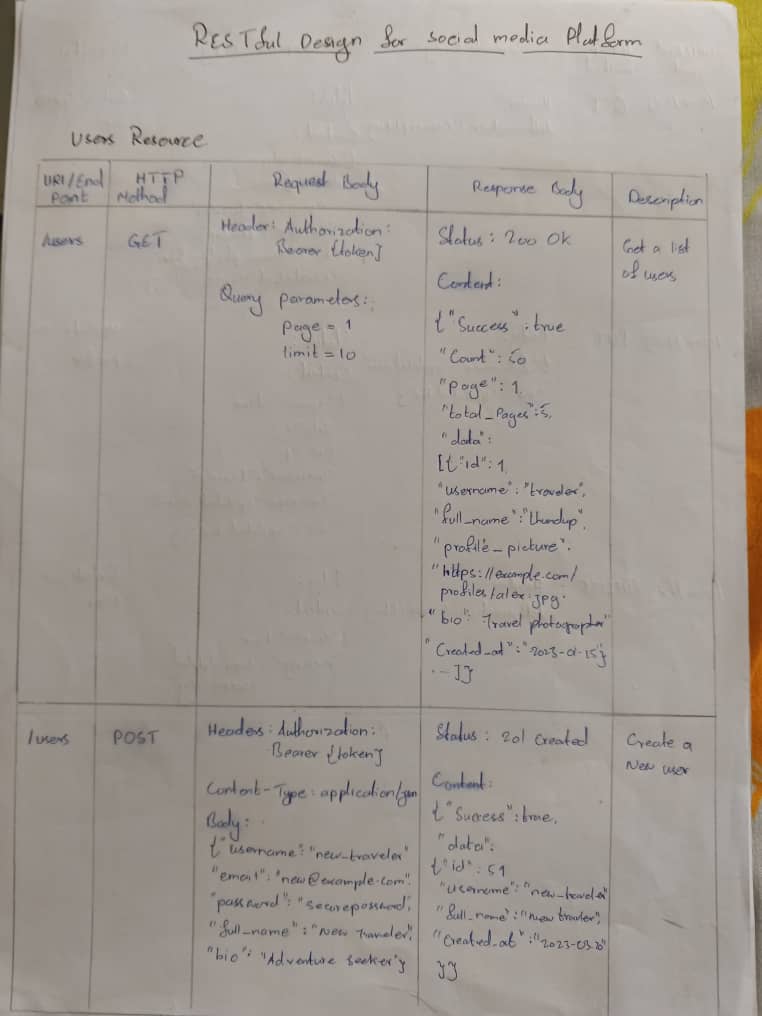 RESTful Design for social media Platform
Users Resource
URI/End Point
HTTP Method
Request Body
Response Body
Description
/users
GET
Header: Authorization:
Bearer {token}
Query parameters:
page = 1
limit = 10
Status: 200 Ok
Content:
{"Success": true
"Count": 50
"page": 1,
"total_Pages": 5,
"data":
[{"id": 1,
"username": "traveler",
"full_name": "thundup",
"profile_picture":
"https://example.com/
profiles/alex.jpg.
"bio": Travel photographer"
"Created_at": "2023-01-15"}
--]}
Get a list
of users
/users
POST
Headers: Authorization:
Bearer {token}
Content-Type: application/json
Body:
{"username": "new_traveler"
"email": "new@example.com".
"password": "securepassword",
"full_name": "New Traveler",
"bio": "Adventure seeker"}
Status: 201 Created
Content:
{"Success": true,
"data":
{"id": 51
"username": "new_traveler"
"full_name": "New traveler",
"Created_at": "2023-03-20"
}}
Create a
New user